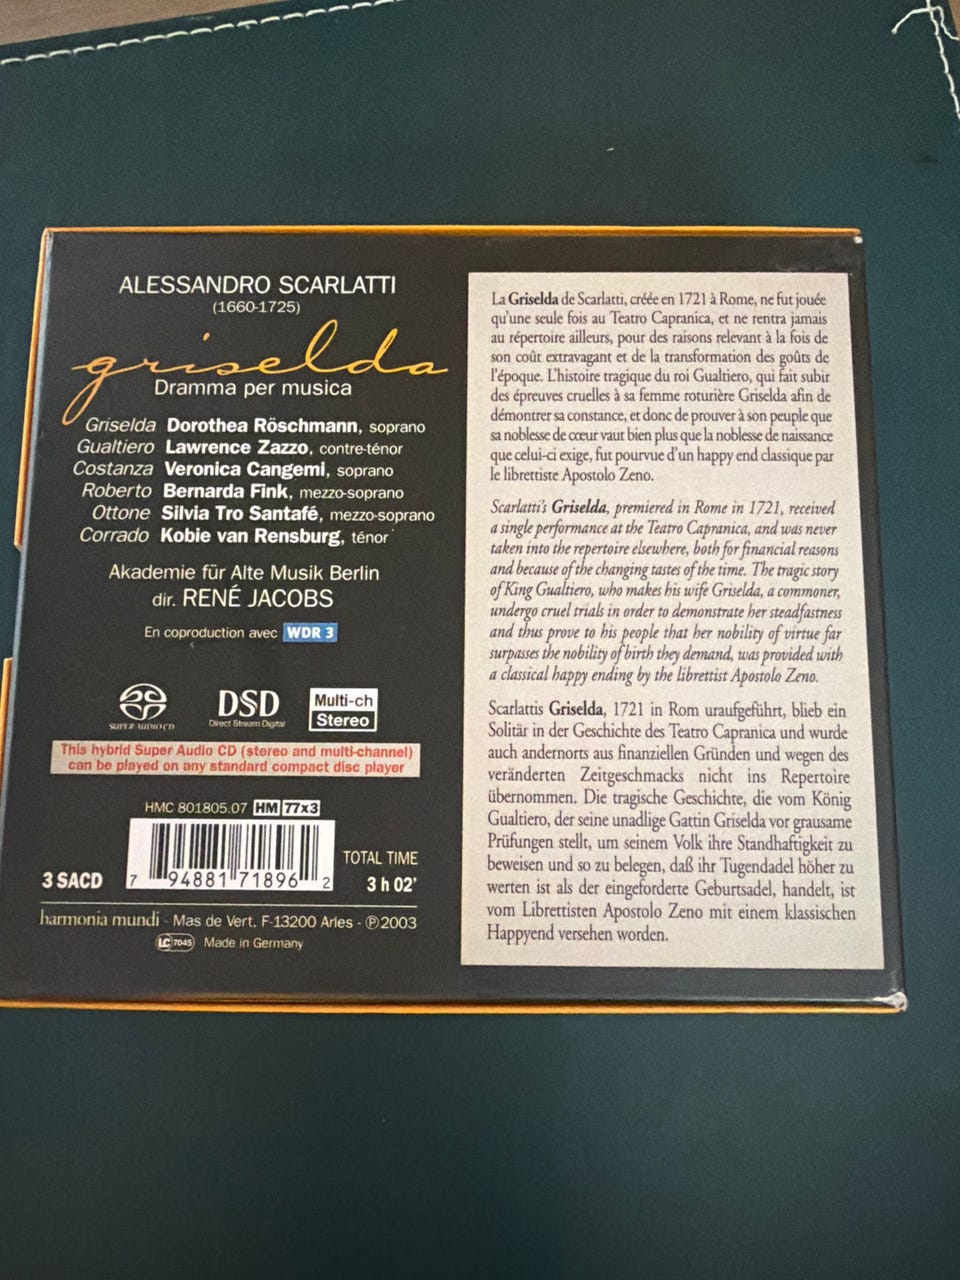 ALESSANDRO SCARLATTI
(1660-1725)
griselda
Dramma per musica
Griselda Dorothea Röschmann, soprano
Gualtiero Lawrence Zazzo, contre-ténor
Costanza Veronica Cangemi, soprano
Roberto Bernarda Fink, mezzo-soprano
Ottone Silvia Tro Santafé, mezzo-soprano
Corrado Kobie van Rensburg, ténor
Akademie für Alte Musik Berlin
dir. RENÉ JACOBS
En coproduction avec WDR 3
SUPER AUDIO CD
DSD
Direct Stream Digital
Multi-ch
Stereo
This hybrid Super Audio CD (stereo and multi-channel)
can be played on any standard compact disc player
HMC 801805.07 HM 77x3
3 SACD
7 94881 71896 2
TOTAL TIME
3 h 02'
harmonia mundi - Mas de Vert, F-13200 Arles - ℗2003
LC 7045 Made in Germany
La Griselda de Scarlatti, créée en 1721 à Rome, ne fut jouée
qu'une seule fois au Teatro Capranica, et ne rentra jamais
au répertoire ailleurs, pour des raisons relevant à la fois de
son coût extravagant et de la transformation des goûts de
l'époque. L'histoire tragique du roi Gualtiero, qui fait subir
des épreuves cruelles à sa femme roturière Griselda afin de
démontrer sa constance, et donc de prouver à son peuple que
sa noblesse de cœur vaut bien plus que la noblesse de naissance
que celui-ci exige, fut pourvue d'un happy end classique par
le librettiste Apostolo Zeno.
Scarlatti's Griselda, premiered in Rome in 1721, received
a single performance at the Teatro Capranica, and was never
taken into the repertoire elsewhere, both for financial reasons
and because of the changing tastes of the time. The tragic story
of King Gualtiero, who makes his wife Griselda, a commoner,
undergo cruel trials in order to demonstrate her steadfastness
and thus prove to his people that her nobility of virtue far
surpasses the nobility of birth they demand, was provided with
a classical happy ending by the librettist Apostolo Zeno.
Scarlattis Griselda, 1721 in Rom uraufgeführt, blieb ein
Solitär in der Geschichte des Teatro Capranica und wurde
auch andernorts aus finanziellen Gründen und wegen des
veränderten Zeitgeschmacks nicht ins Repertoire
übernommen. Die tragische Geschichte, die vom König
Gualtiero, der seine unadlige Gattin Griselda vor grausame
Prüfungen stellt, um seinem Volk ihre Standhaftigkeit zu
beweisen und so zu belegen, daß ihr Tugendadel höher zu
werten ist als der eingeforderte Geburtsadel, handelt, ist
vom Librettisten Apostolo Zeno mit einem klassischen
Happyend versehen worden.